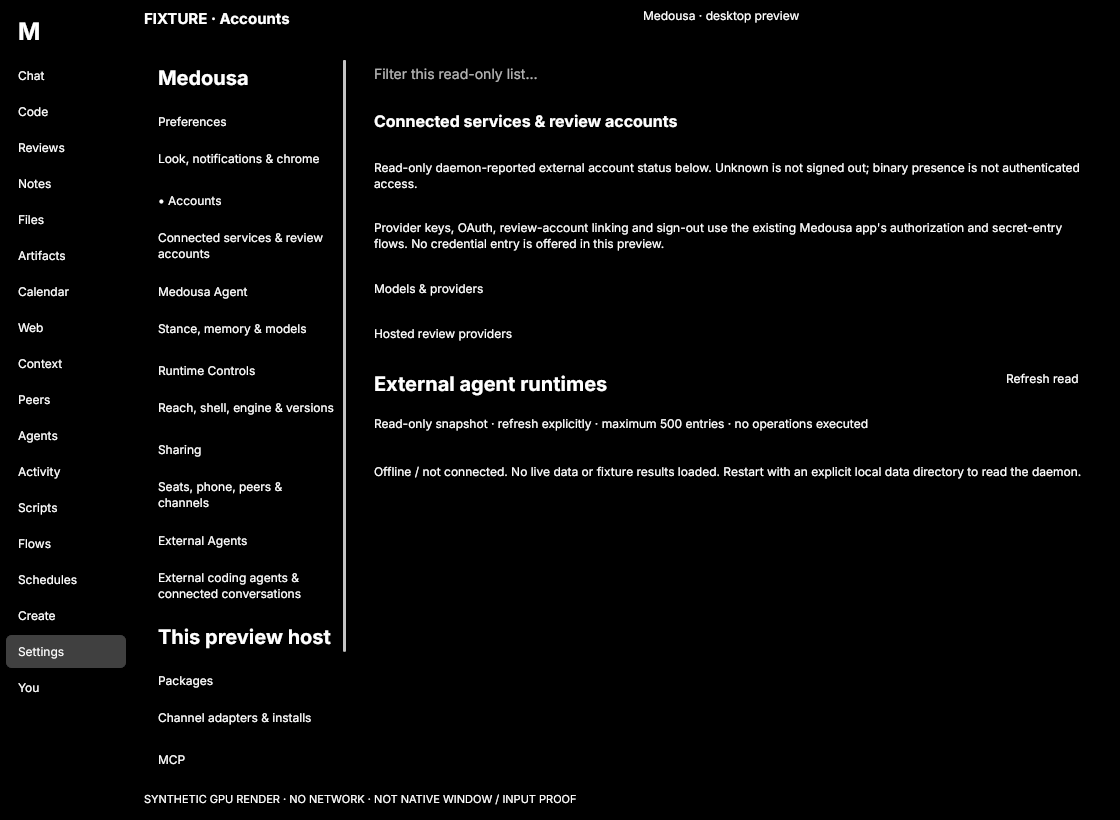 M
Chat
Code
Reviews
Notes
Files
Artifacts
Calendar
Web
Context
Peers
Agents
Activity
Scripts
Flows
Schedules
Create
Settings
You
FIXTURE · Accounts
Medousa · desktop preview
Medousa
Preferences
Look, notifications & chrome
• Accounts
Connected services & review
accounts
Medousa Agent
Stance, memory & models
Runtime Controls
Reach, shell, engine & versions
Sharing
Seats, phone, peers &
channels
External Agents
External coding agents &
connected conversations
This preview host
Packages
Channel adapters & installs
MCP
Filter this read-only list...
Connected services & review accounts
Read-only daemon-reported external account status below. Unknown is not signed out; binary presence is not authenticated
access.
Provider keys, OAuth, review-account linking and sign-out use the existing Medousa app's authorization and secret-entry
flows. No credential entry is offered in this preview.
Models & providers
Hosted review providers
External agent runtimes
Refresh read
Read-only snapshot · refresh explicitly · maximum 500 entries · no operations executed
Offline / not connected. No live data or fixture results loaded. Restart with an explicit local data directory to read the daemon.
SYNTHETIC GPU RENDER · NO NETWORK · NOT NATIVE WINDOW / INPUT PROOF